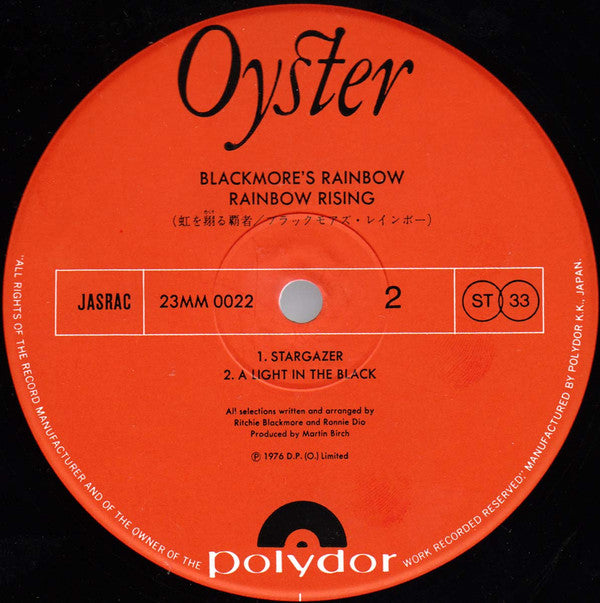 Oyster
BLACKMORE'S RAINBOW
RAINBOW RISING
(虹を翔る覇者/ブラックモアズ・レインボー)
JASRAC
23MM 0022
2
ST
33
1. STARGAZER
2. A LIGHT IN THE BLACK
All selections written and arranged by
Ritchie Blackmore and Ronnie Dio
Produced by Martin Birch
℗ 1976 D.P. (O.) Limited
"ALL RIGHTS OF THE RECORD MANUFACTURER AND OF THE OWNER OF THE WORK RECORDED RESERVED." MANUFACTURED BY POLYDOR K.K., JAPAN.
polydor